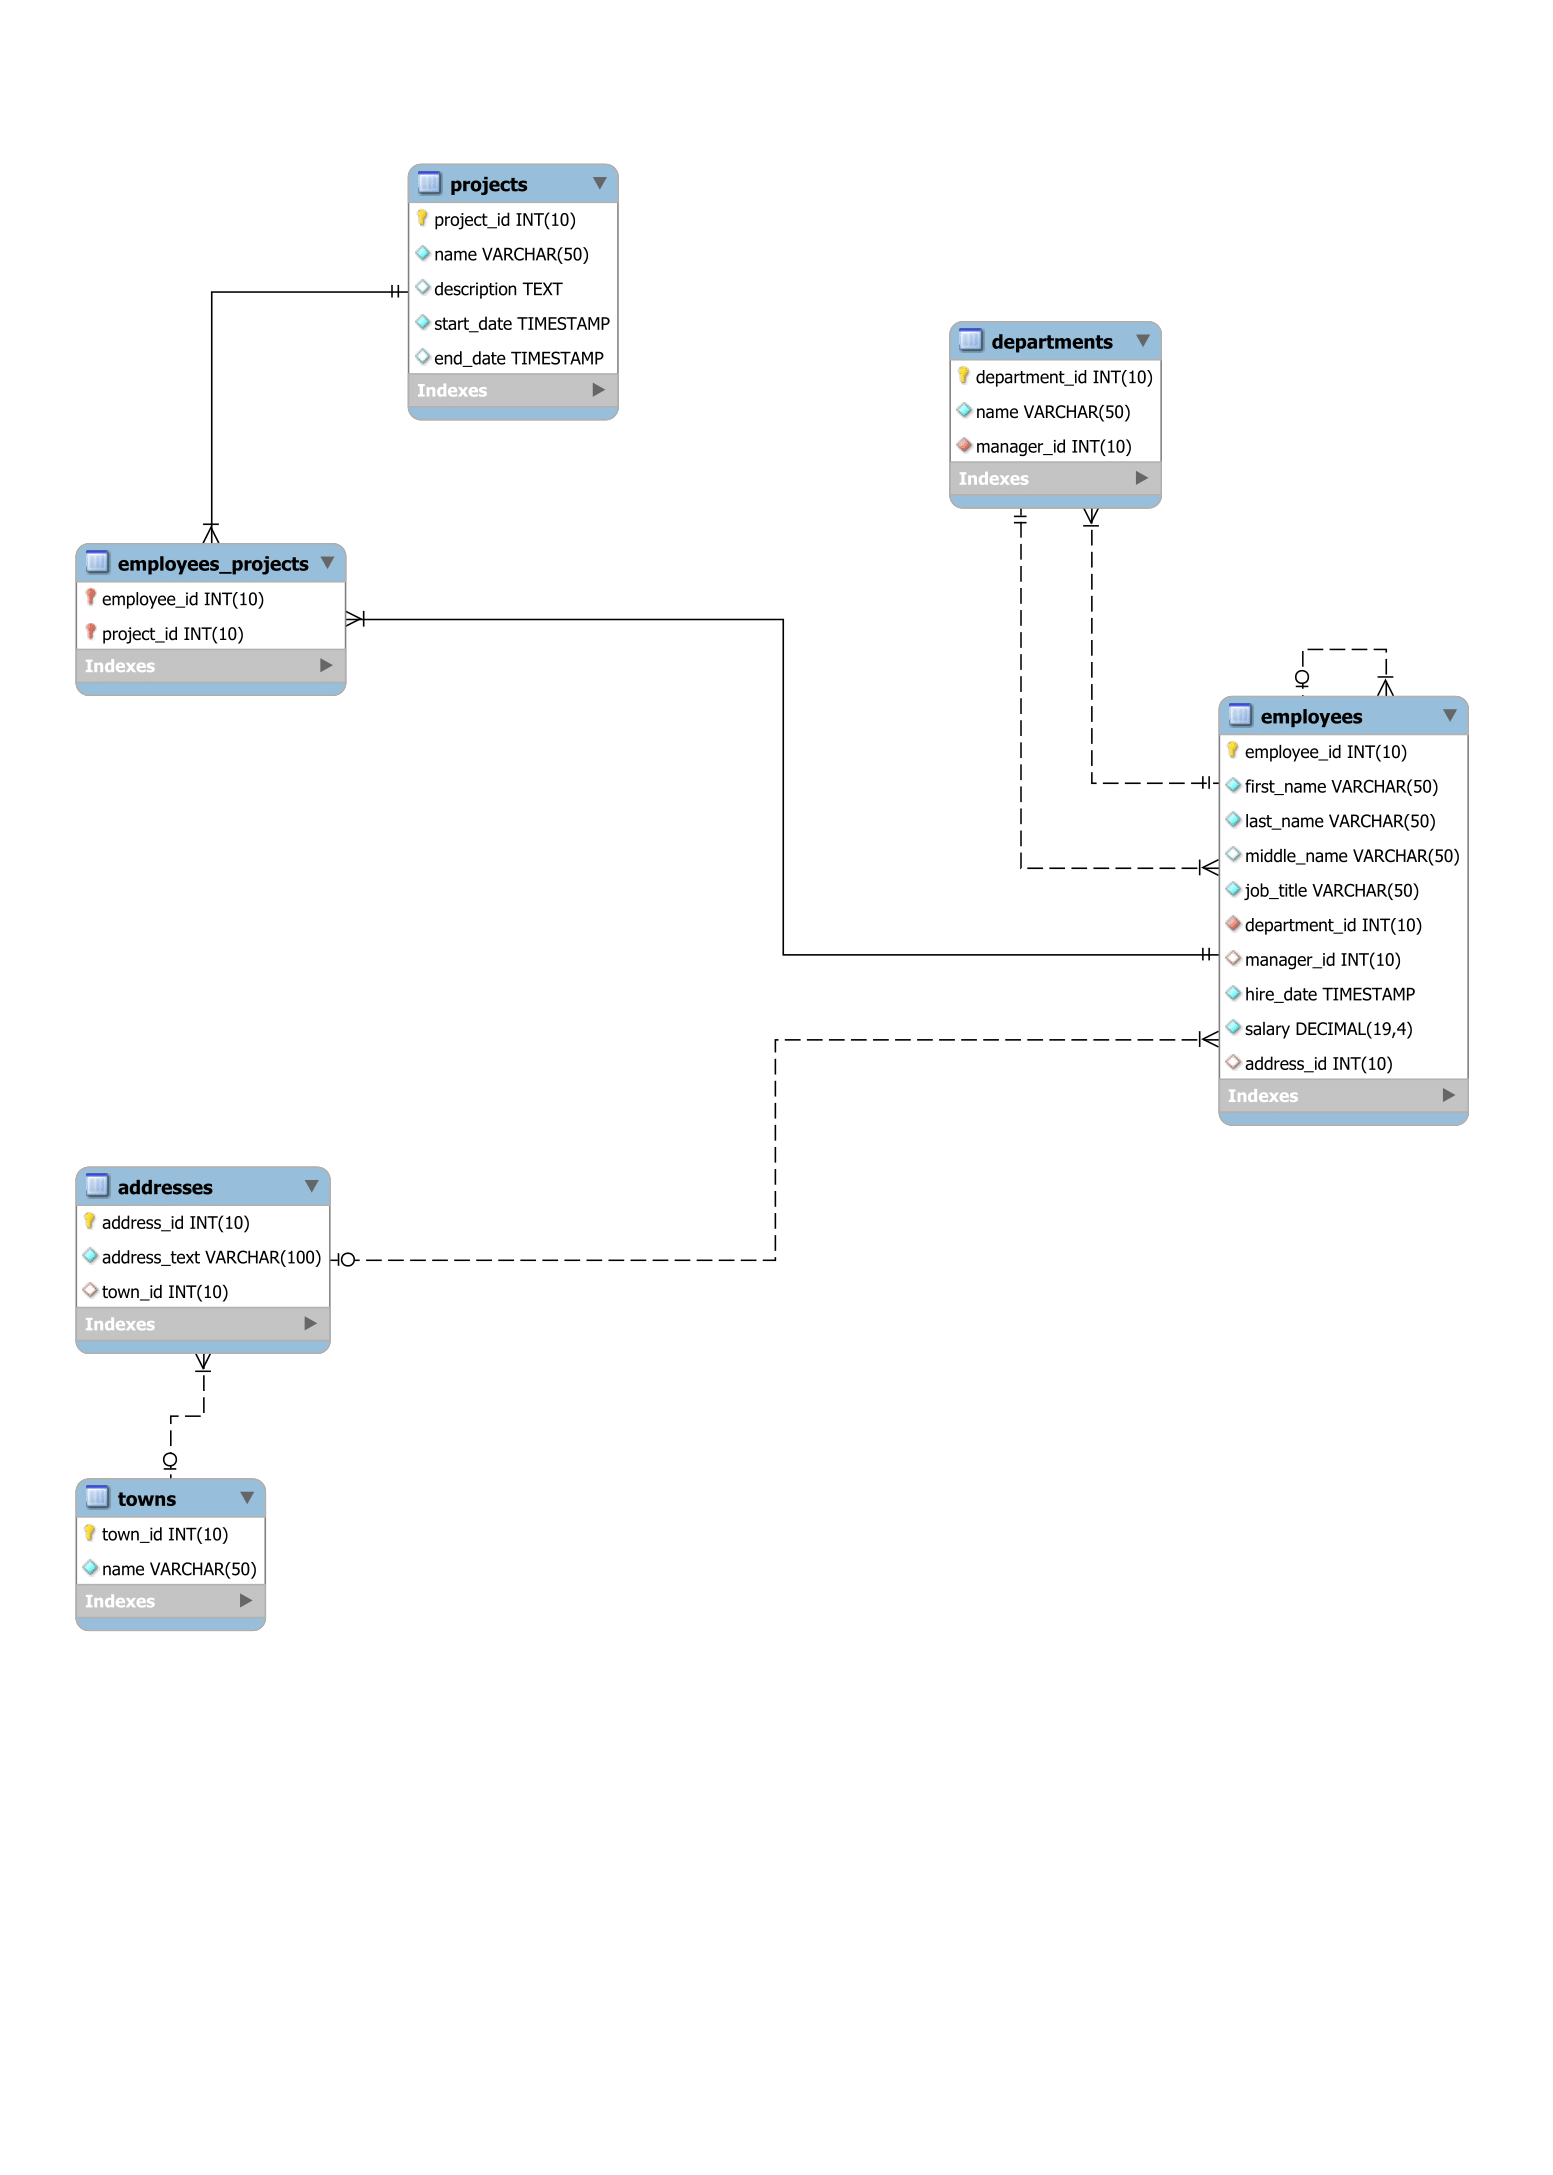 projects
project_id INT(10)
name VARCHAR(50)
description TEXT
start_date TIMESTAMP
end_date TIMESTAMP
Indexes
departments
department_id INT(10)
name VARCHAR(50)
manager_id INT(10)
Indexes
employees_projects
employee_id INT(10)
project_id INT(10)
Indexes
employees
employee_id INT(10)
first_name VARCHAR(50)
last_name VARCHAR(50)
middle_name VARCHAR(50)
job_title VARCHAR(50)
department_id INT(10)
manager_id INT(10)
hire_date TIMESTAMP
salary DECIMAL(19,4)
address_id INT(10)
Indexes
addresses
address_id INT(10)
address_text VARCHAR(100)
town_id INT(10)
Indexes
towns
town_id INT(10)
name VARCHAR(50)
Indexes